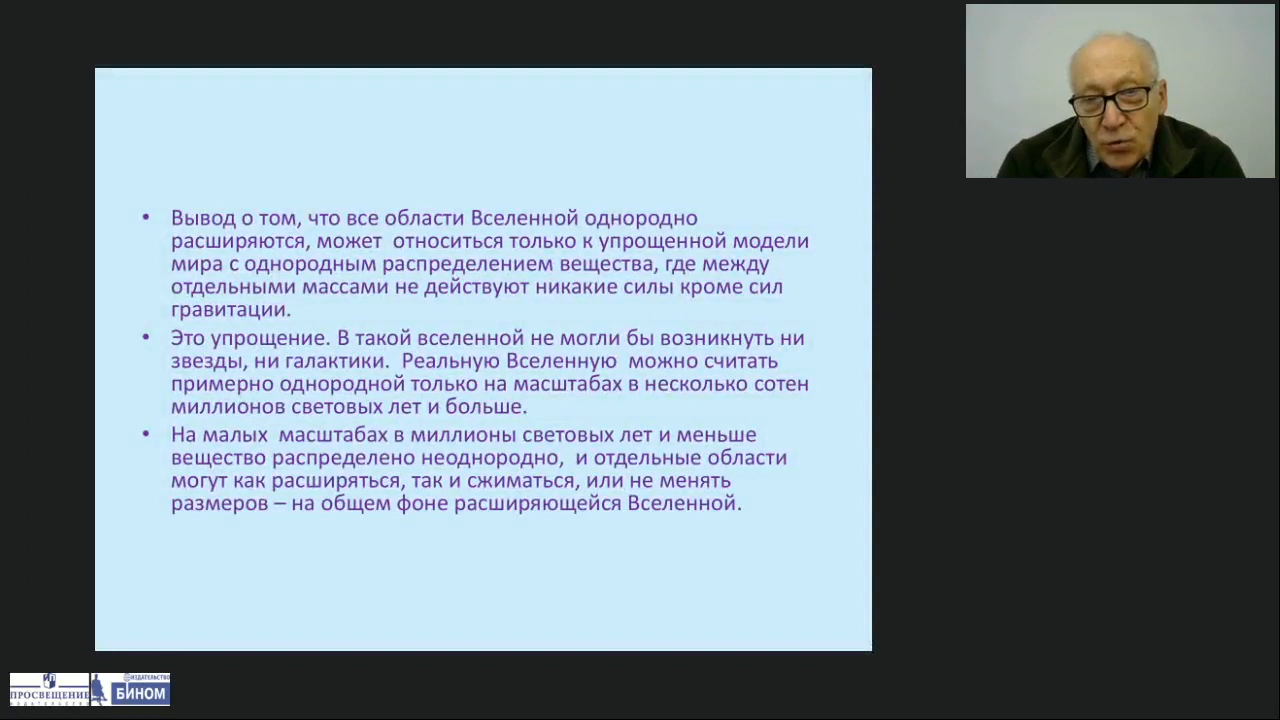 • Вывод о том, что все области Вселенной однородно
расширяются, может  относиться только к упрощенной модели
мира с однородным распределением вещества, где между
отдельными массами не действуют никакие силы кроме сил
гравитации.
• Это упрощение. В такой вселенной не могли бы возникнуть ни
звезды, ни галактики.  Реальную Вселенную  можно считать
примерно однородной только на масштабах в несколько сотен
миллионов световых лет и больше.
• На малых  масштабах в миллионы световых лет и меньше
вещество распределено неоднородно,  и отдельные области
могут как расширяться, так и сжиматься, или не менять
размеров – на общем фоне расширяющейся Вселенной.
ПРОСВЕЩЕНИЕ
ИЗДАТЕЛЬСТВО
ИЗДАТЕЛЬСТВО
БИНОМ